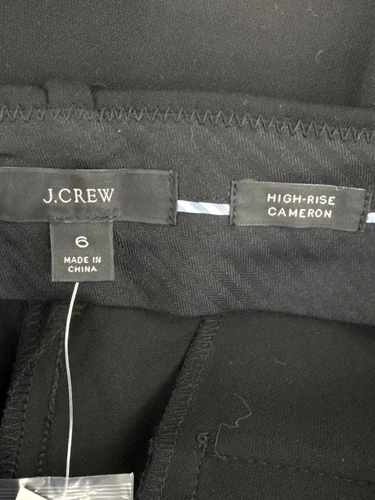 J.CREW
6
MADE IN
CHINA
HIGH-RISE
CAMERON